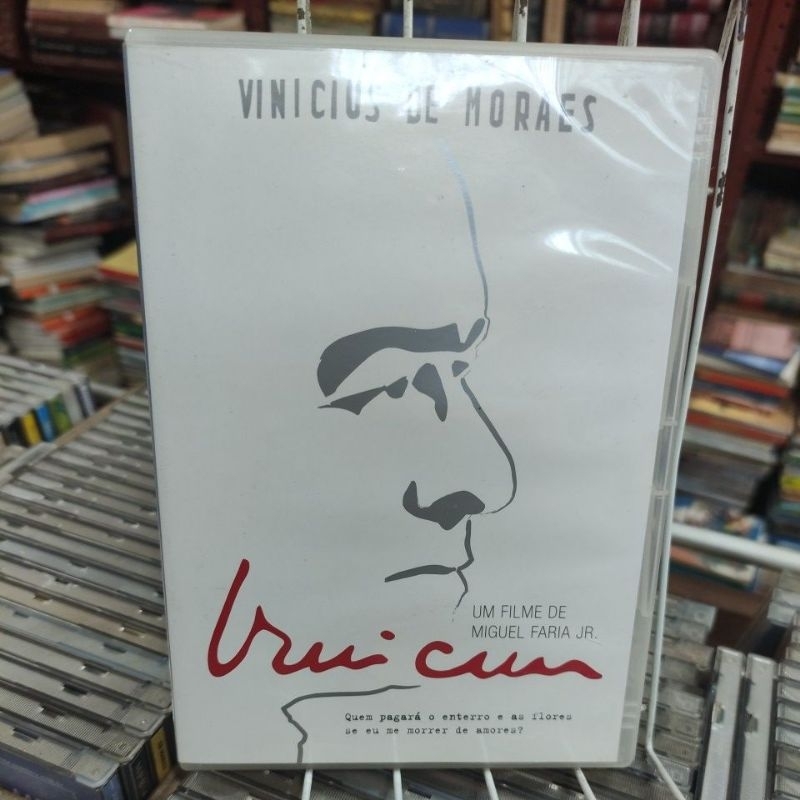 VINICIUS DE MORAES
UM FILME DE
MIGUEL FARIA JR.
Vinicius
Quem pagará o enterro e as flores
se eu me morrer de amores?